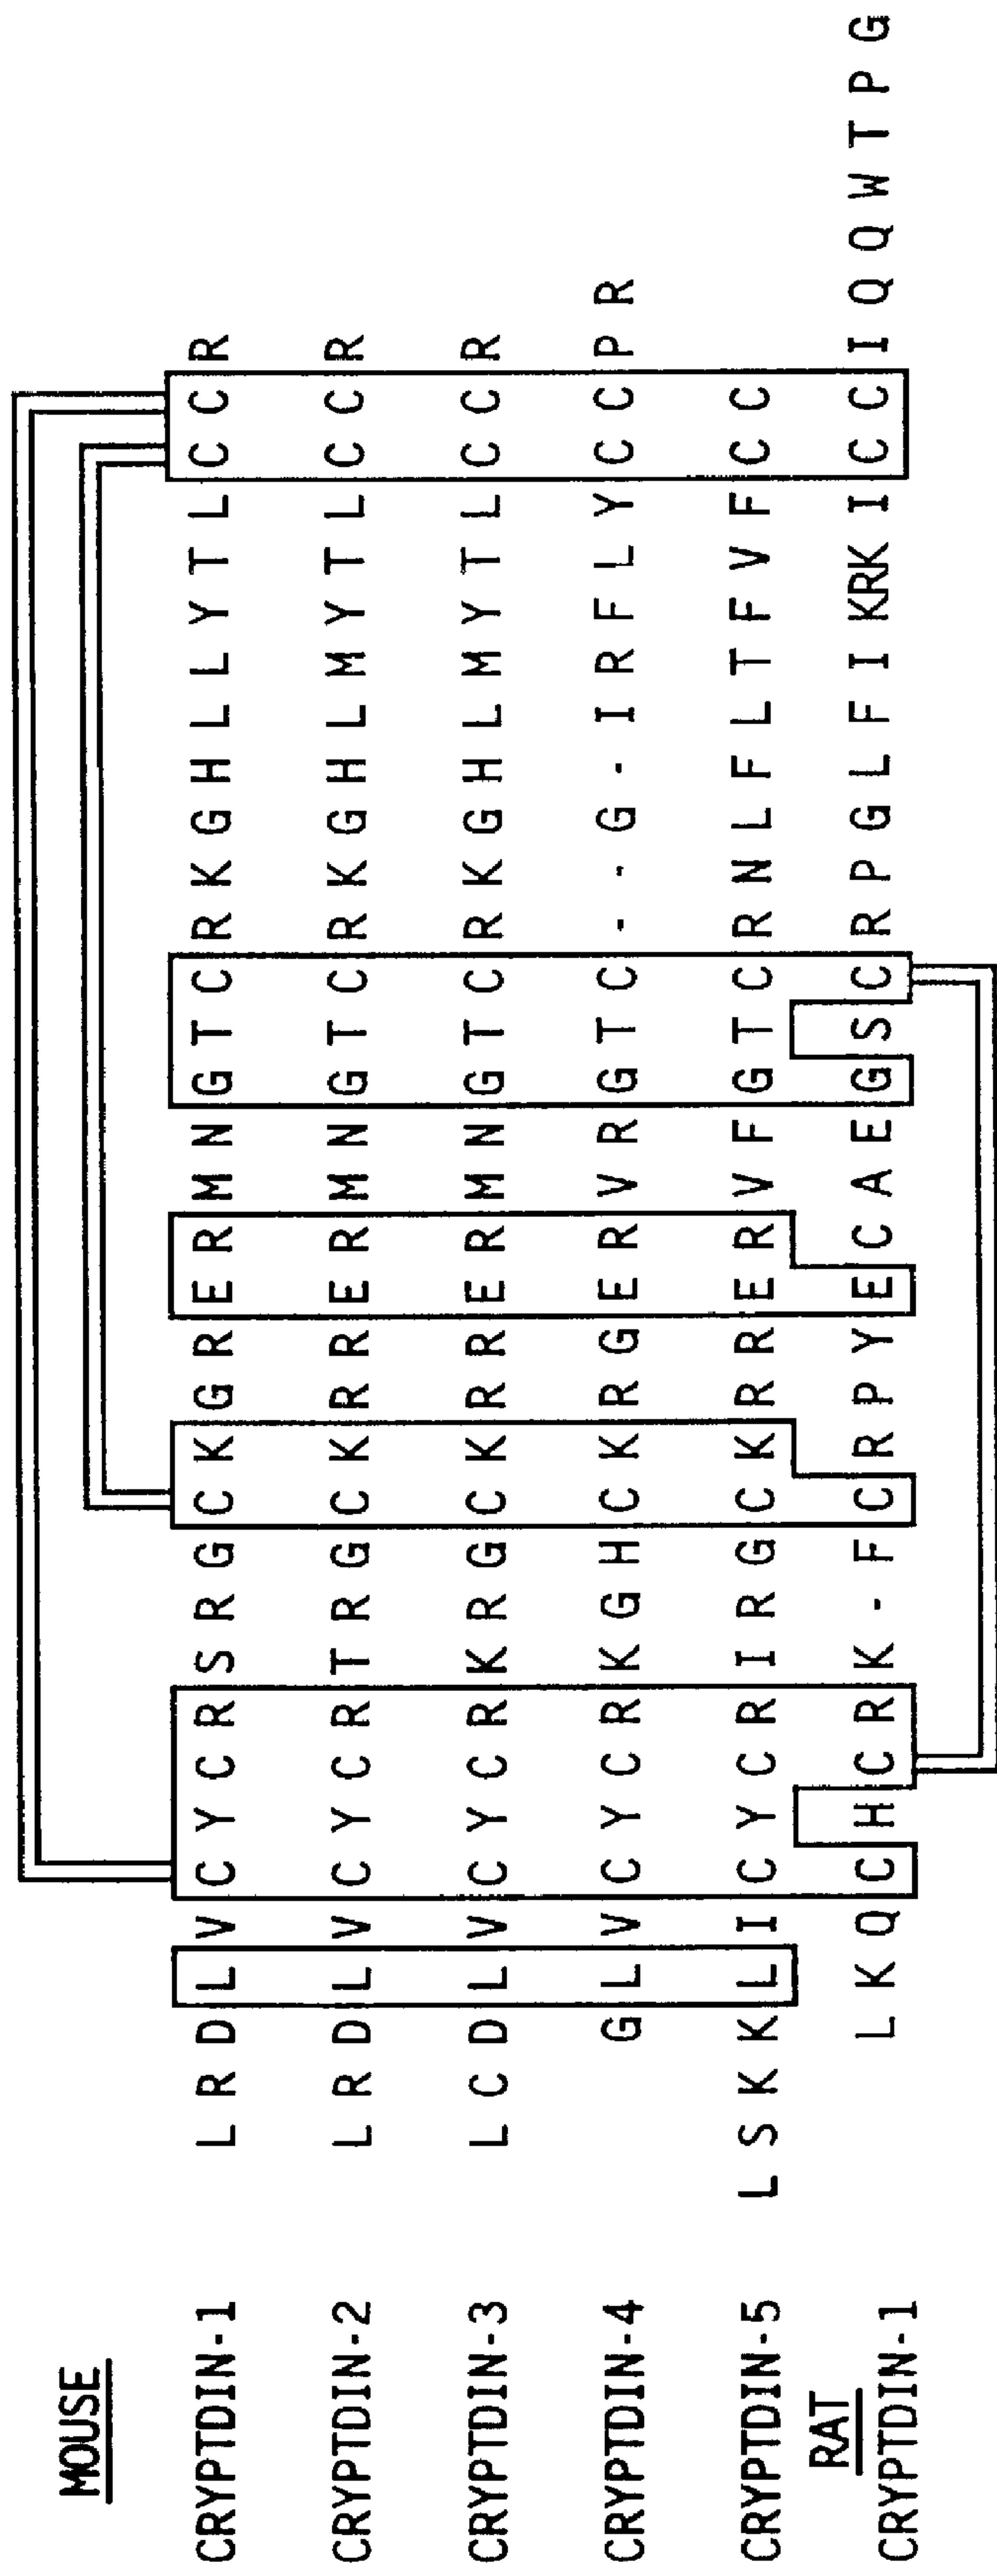 MOUSE
CRYPTDIN-1 L R D L V C Y C R S R G C K G R E R M N G T C R K G H L L Y T L C C R
CRYPTDIN-2 L R D L V C Y C R T R G C K R R E R M N G T C R K G H L M Y T L C C R
CRYPTDIN-3 L C D L V C Y C R K R G C K R R E R M N G T C R K G H L M Y T L C C R
CRYPTDIN-4 G L V C Y C R K G H C K R G E R V R G T C - - G - I R F L Y C C P R
CRYPTDIN-5 L S K K L I C Y C R I R G C K R R E R V F G T C R N L F L T F V F C C
RAT
CRYPTDIN-1 L K Q C H C R K - F C R P Y E C A E G S C R P G L F I KRK I C C I Q Q W T P G